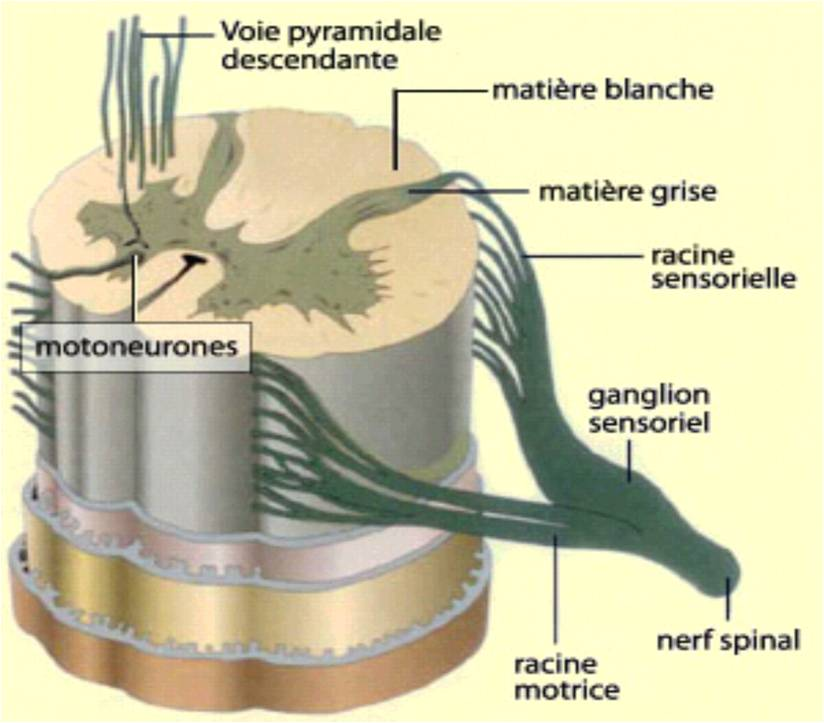 Voie pyramidale
descendante
matière blanche
matière grise
racine
sensorielle
motoneurones
ganglion
sensoriel
nerf spinal
racine
motrice